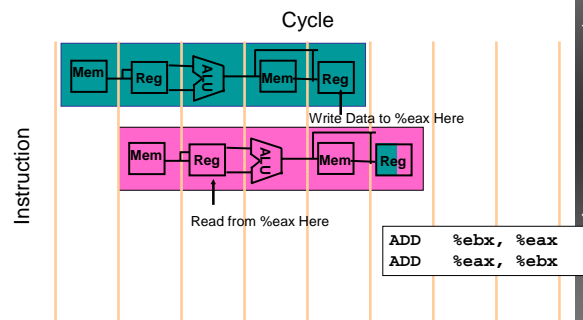 Cycle
Instruction
Mem Reg ALU Mem Reg
Write Data to %eax Here
Mem Reg ALU Mem Reg
Read from %eax Here
ADD %ebx, %eax
ADD %eax, %ebx